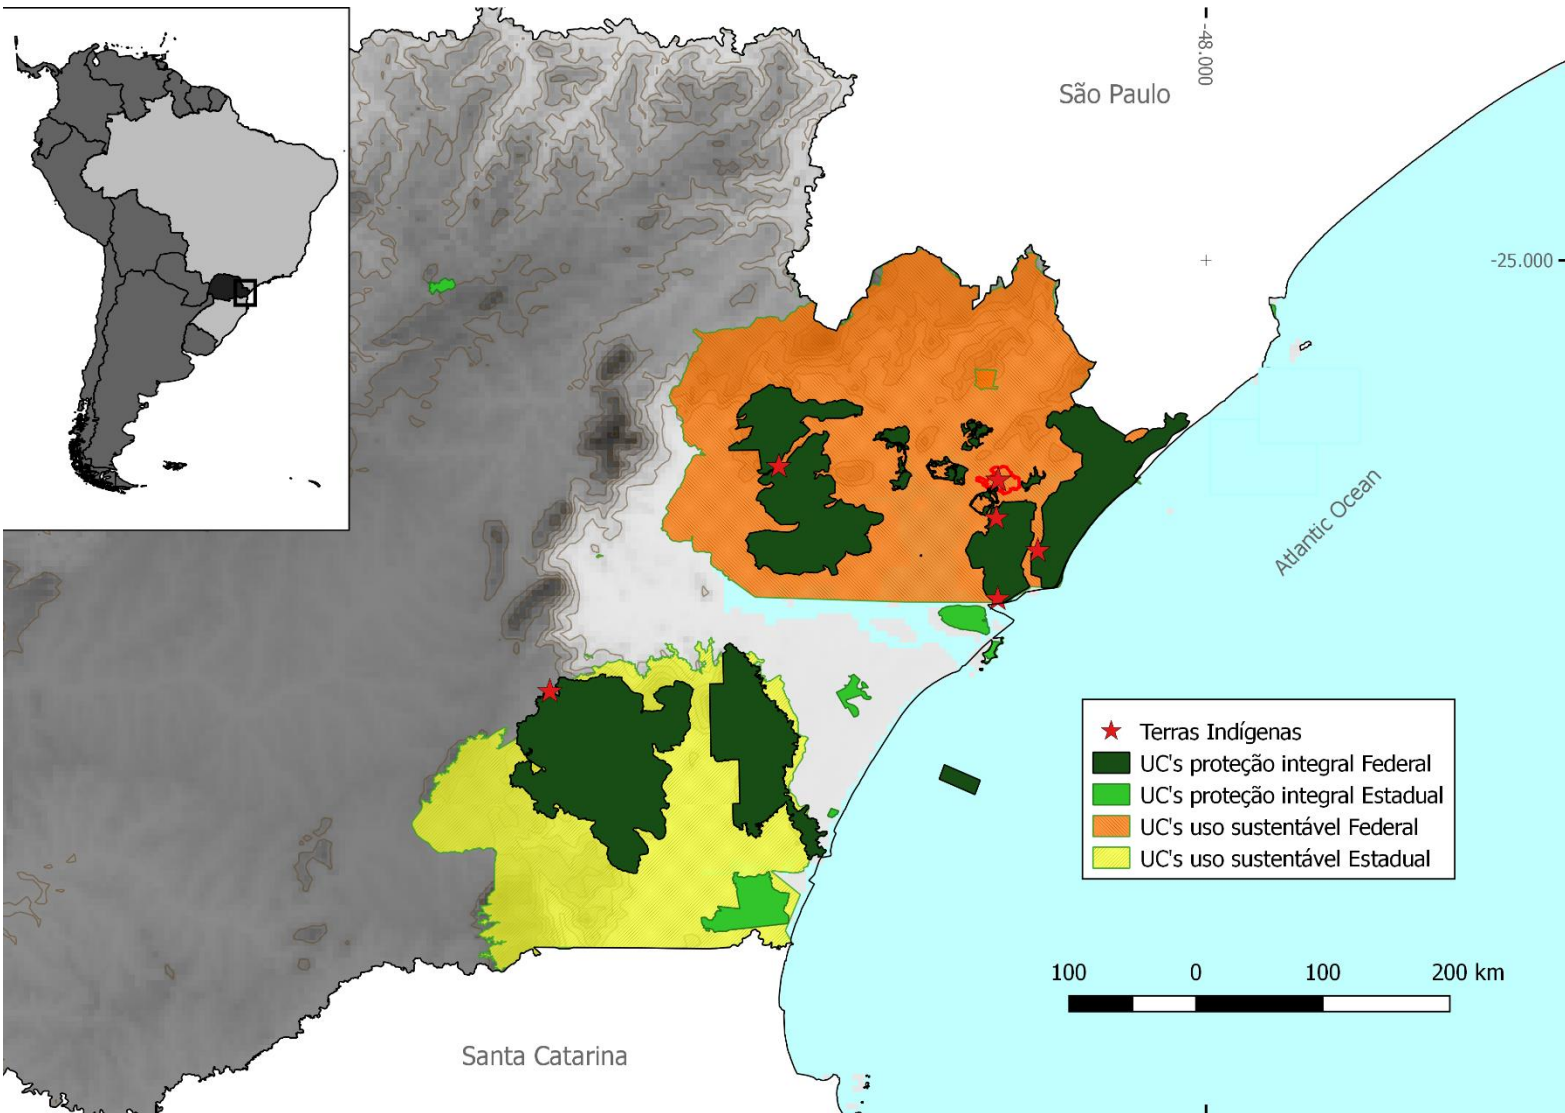 -48.000
São Paulo
-25.000
Atlantic Ocean
Terras Indígenas
UC's proteção integral Federal
UC's proteção integral Estadual
UC's uso sustentável Federal
UC's uso sustentável Estadual
100 0 100 200 km
Santa Catarina